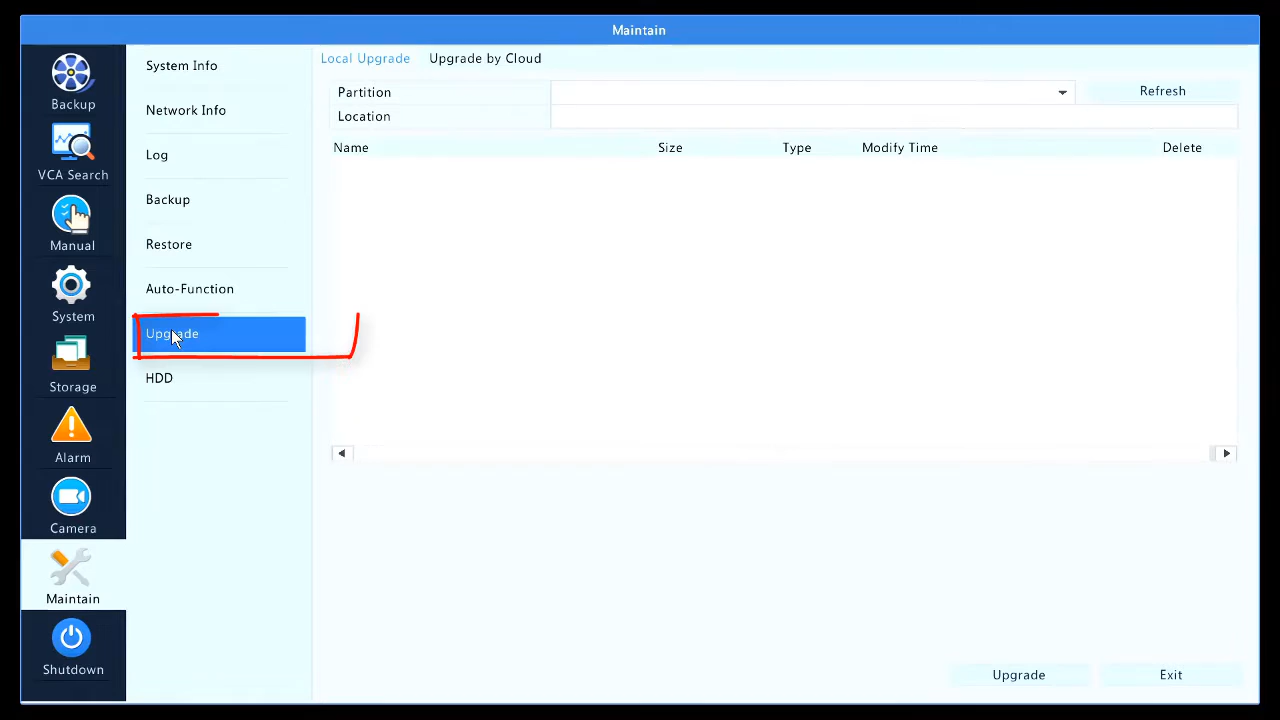 Maintain
Backup
VCA Search
Manual
System
Storage
Alarm
Camera
Maintain
Shutdown
System Info
Network Info
Log
Backup
Restore
Auto-Function
Upgrade
HDD
Local Upgrade Upgrade by Cloud
Partition Refresh
Location
Name Size Type Modify Time Delete
Upgrade Exit